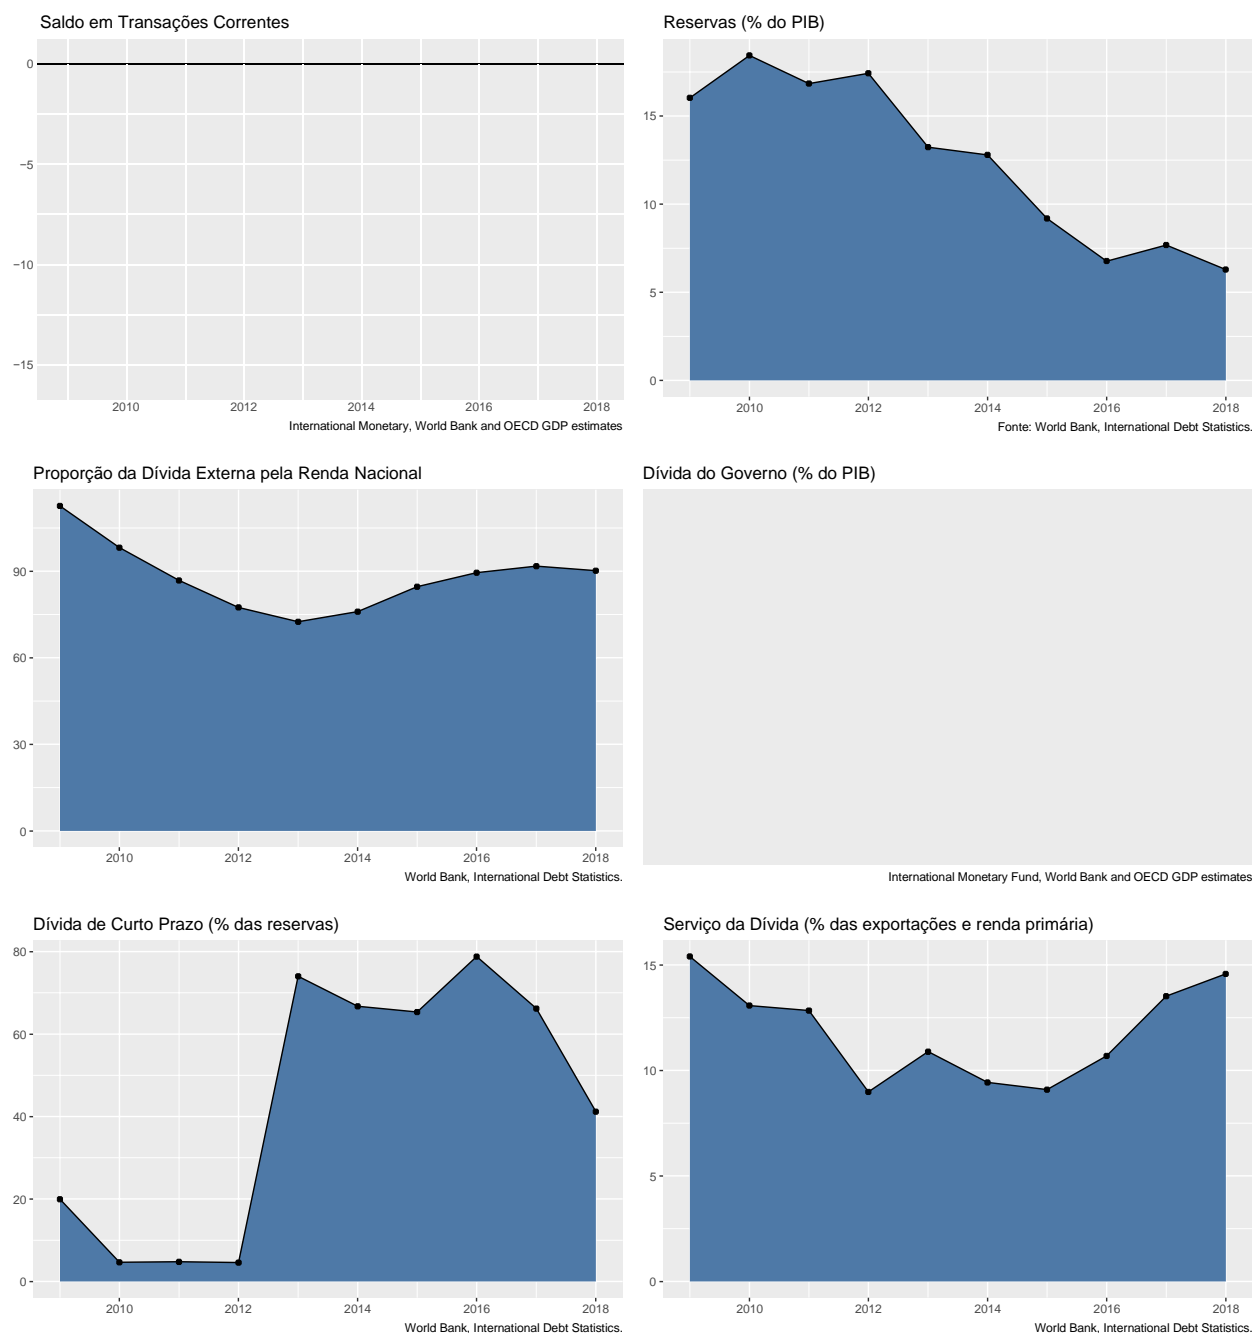 Saldo em Transações Correntes
0
−5
−10
−15
2010 2012 2014 2016 2018
International Monetary, World Bank and OECD GDP estimates
Reservas (% do PIB)
15
10
5
0
2010 2012 2014 2016 2018
Fonte: World Bank, International Debt Statistics.
Proporção da Dívida Externa pela Renda Nacional
90
60
30
0
2010 2012 2014 2016 2018
World Bank, International Debt Statistics.
Dívida do Governo (% do PIB)
International Monetary Fund, World Bank and OECD GDP estimates
Dívida de Curto Prazo (% das reservas)
80
60
40
20
0
2010 2012 2014 2016 2018
World Bank, International Debt Statistics.
Serviço da Dívida (% das exportações e renda primária)
15
10
5
0
2010 2012 2014 2016 2018
World Bank, International Debt Statistics.